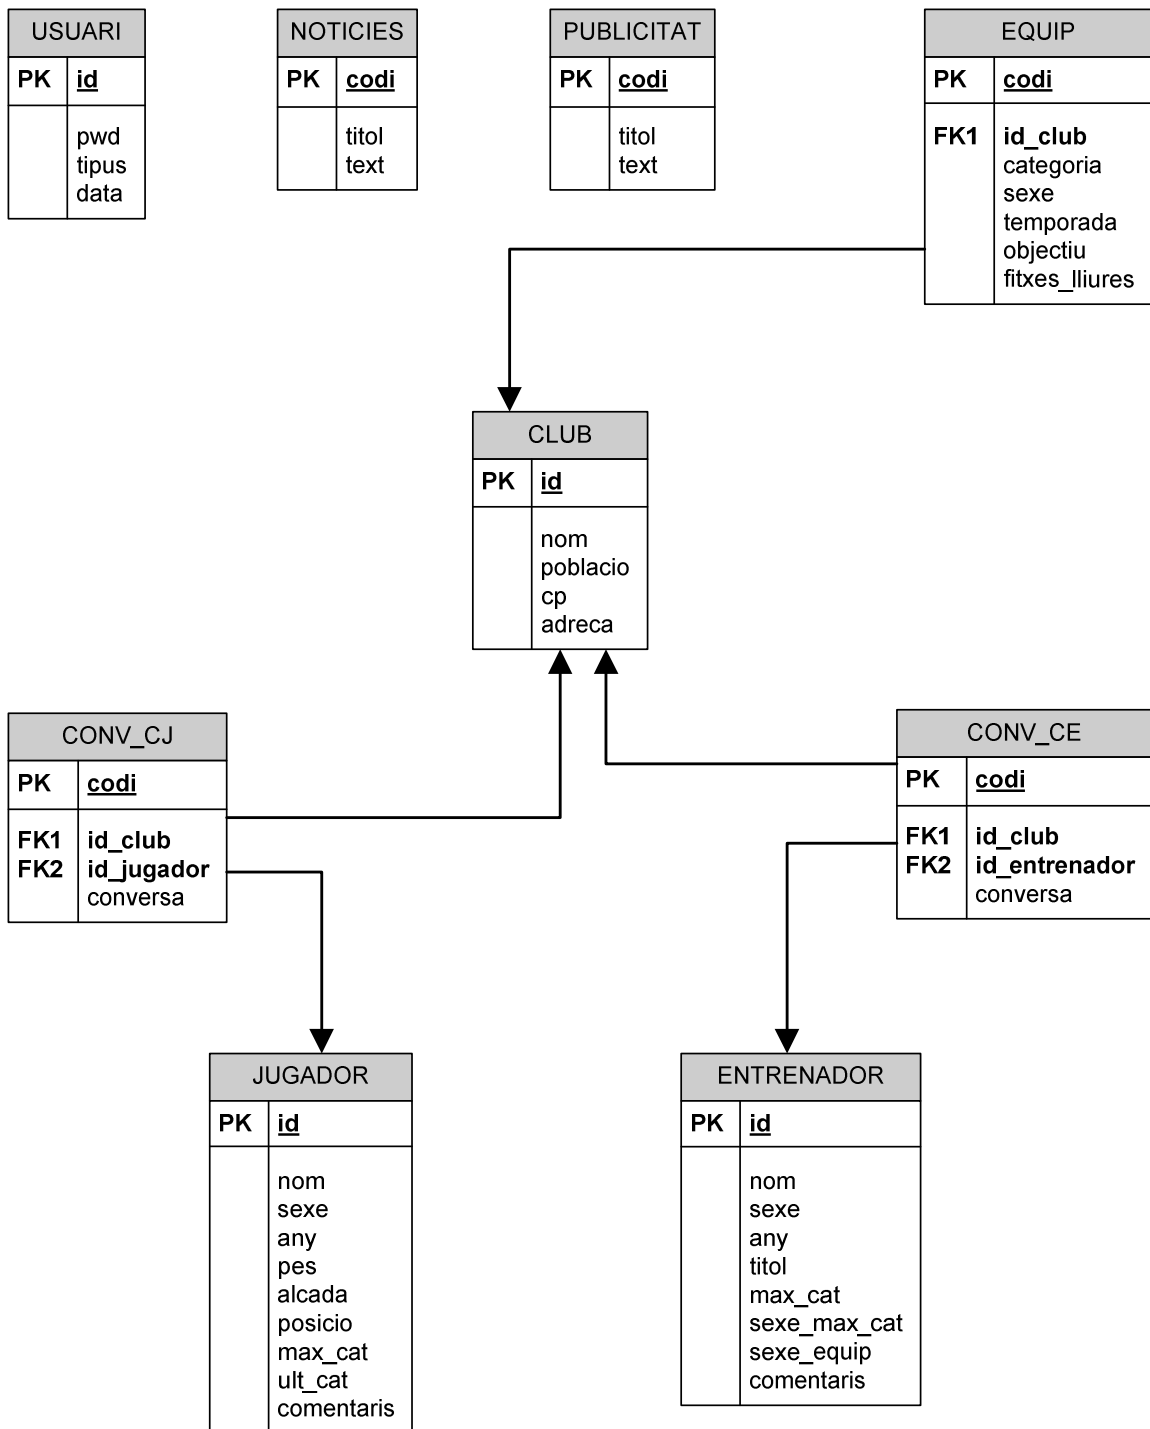 USUARI
PK id
pwd
tipus
data
NOTICIES
PK codi
titol
text
PUBLICITAT
PK codi
titol
text
EQUIP
PK codi
FK1 id_club
categoria
sexe
temporada
objectiu
fitxes_lliures
CLUB
PK id
nom
poblacio
cp
adreca
CONV_CJ
PK codi
FK1 id_club
FK2 id_jugador
conversa
CONV_CE
PK codi
FK1 id_club
FK2 id_entrenador
conversa
JUGADOR
PK id
nom
sexe
any
pes
alcada
posicio
max_cat
ult_cat
comentaris
ENTRENADOR
PK id
nom
sexe
any
titol
max_cat
sexe_max_cat
sexe_equip
comentaris